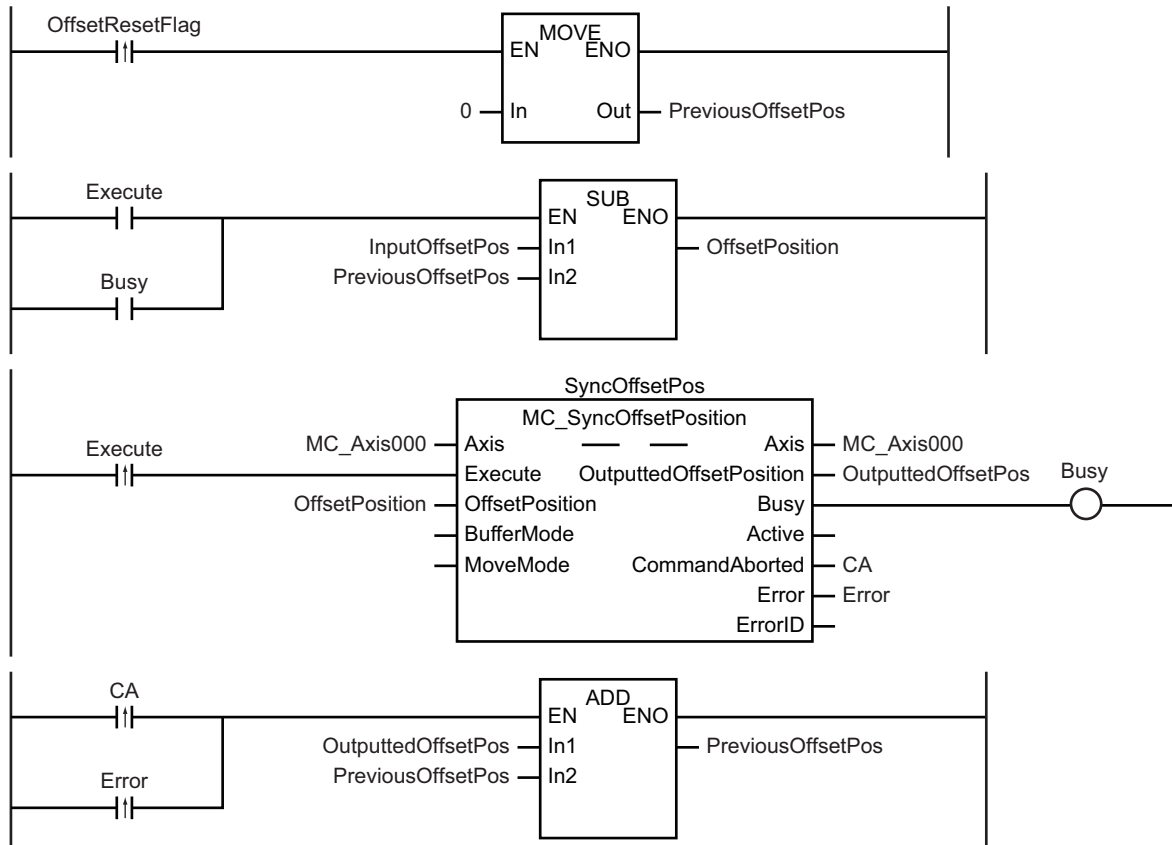 OffsetResetFlag
MOVE
EN ENO
0 In Out PreviousOffsetPos
Execute
SUB
EN ENO
InputOffsetPos In1 OffsetPosition
PreviousOffsetPos In2
Busy
SyncOffsetPos
MC_SyncOffsetPosition
MC_Axis000 Axis Axis MC_Axis000
Execute
Execute OutputtedOffsetPosition OutputtedOffsetPos
Busy
OffsetPosition OffsetPosition Busy
BufferMode Active
MoveMode CommandAborted CA
Error Error
ErrorID
CA
ADD
EN ENO
OutputtedOffsetPos In1 PreviousOffsetPos
PreviousOffsetPos In2
Error